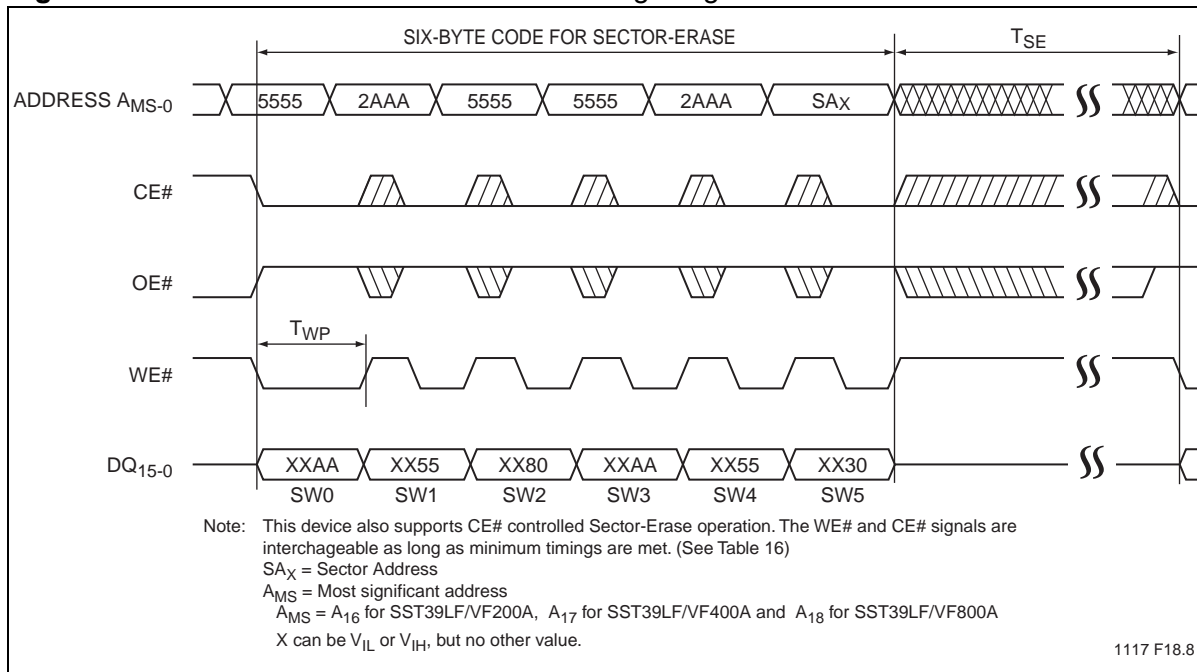 SIX-BYTE CODE FOR SECTOR-ERASE
TSE
ADDRESS AMS-0
5555 2AAA 5555 5555 2AAA SAX
CE#
OE#
TWP
WE#
DQ15-0
XXAA XX55 XX80 XXAA XX55 XX30
SW0 SW1 SW2 SW3 SW4 SW5
Note: This device also supports CE# controlled Sector-Erase operation. The WE# and CE# signals are
interchageable as long as minimum timings are met. (See Table 16)
SAX = Sector Address
AMS = Most significant address
AMS = A16 for SST39LF/VF200A, A17 for SST39LF/VF400A and A18 for SST39LF/VF800A
X can be VIL or VIH, but no other value.
1117 F18.8